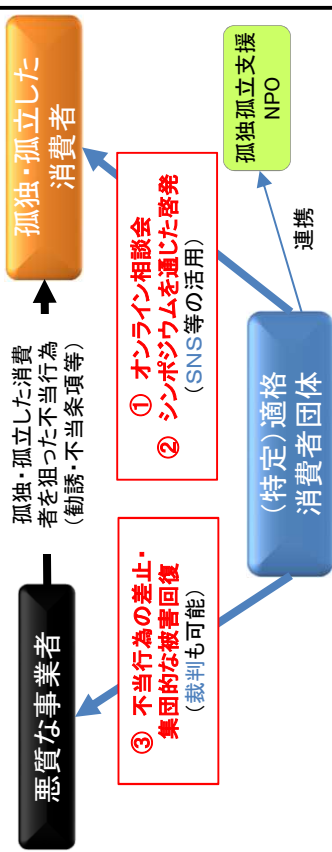 悪質な事業者
孤独・孤立した消費
者を狙った不当行為
(勧誘・不当条項等)
孤独・孤立した
消費者
③ 不当行為の差止・
集団的な被害回復
(裁判も可能)
① オンライン相談会
② シンポジウムを通じた啓発
(SNS等の活用)
(特定)適格
消費者団体
連携
孤独孤立支援
NPO